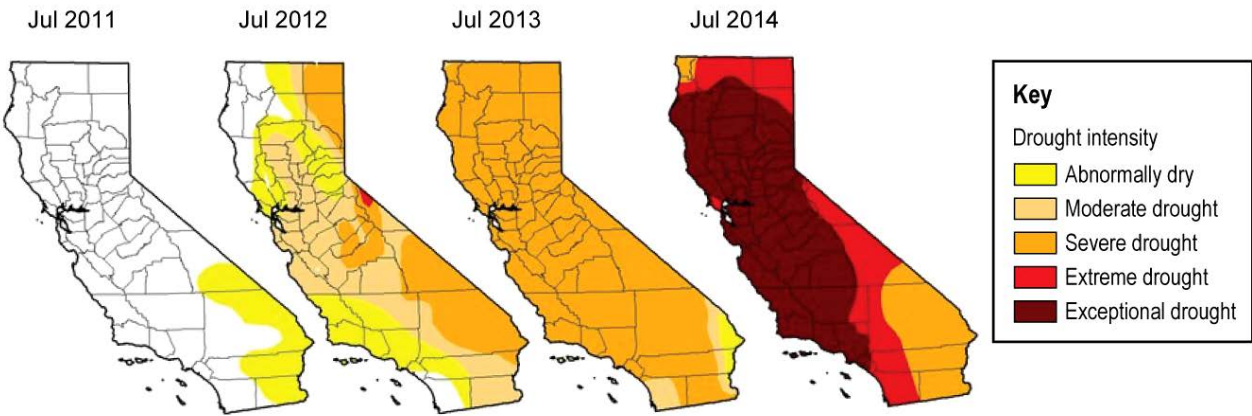 Jul 2011
Jul 2012
Jul 2013
Jul 2014
Key
Drought intensity
Abnormally dry
Moderate drought
Severe drought
Extreme drought
Exceptional drought